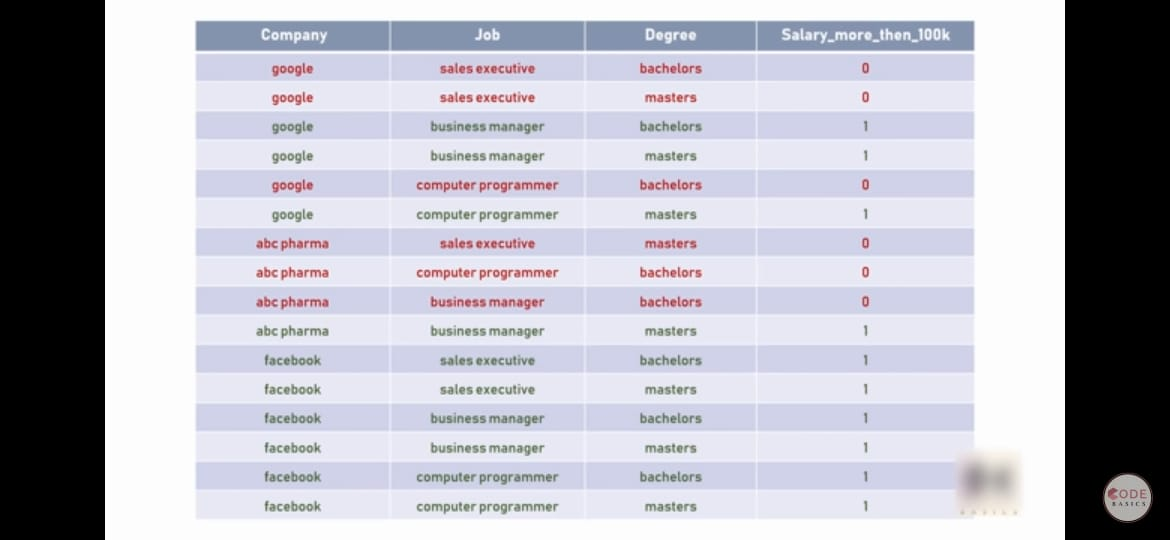 Company Job Degree Salary_more_then_100k
google sales executive bachelors 0
google sales executive masters 0
google business manager bachelors 1
google business manager masters 1
google computer programmer bachelors 0
google computer programmer masters 1
abc pharma sales executive masters 0
abc pharma computer programmer bachelors 0
abc pharma business manager bachelors 0
abc pharma business manager masters 1
facebook sales executive bachelors 1
facebook sales executive masters 1
facebook business manager bachelors 1
facebook business manager masters 1
facebook computer programmer bachelors 1
facebook computer programmer masters 1
CODE
BASICS